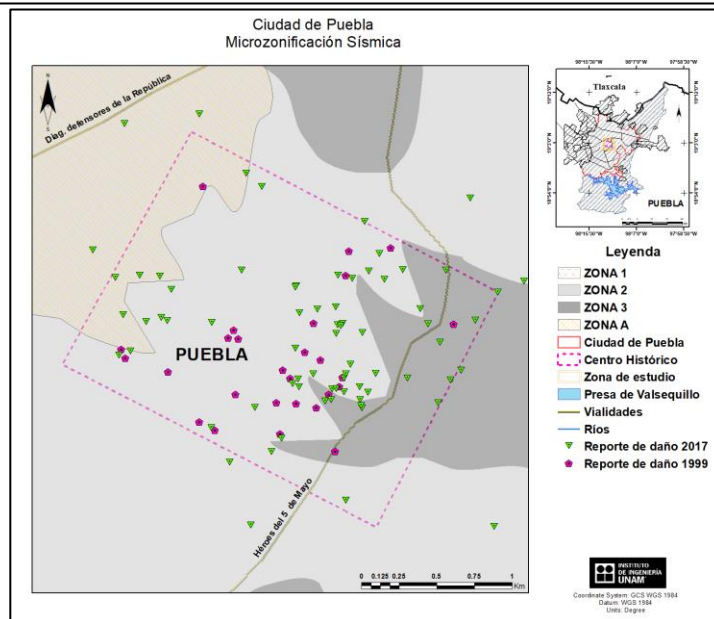 Ciudad de Puebla
Microzonificación Sísmica
Diag. defensores de la República
PUEBLA
Héroes del 5 de Mayo
0 0.125 0.25 0.5 0.75 1
Km
Tlaxcala
PUEBLA
Leyenda
ZONA 1
ZONA 2
ZONA 3
ZONA A
Ciudad de Puebla
Centro Histórico
Zona de estudio
Presa de Valsequillo
Vialidades
Ríos
Reporte de daño 2017
Reporte de daño 1999
INSTITUTO
DE INGENIERÍA
UNAM
Coordinate System: GCS WGS 1984
Datum: WGS 1984
Units: Degree